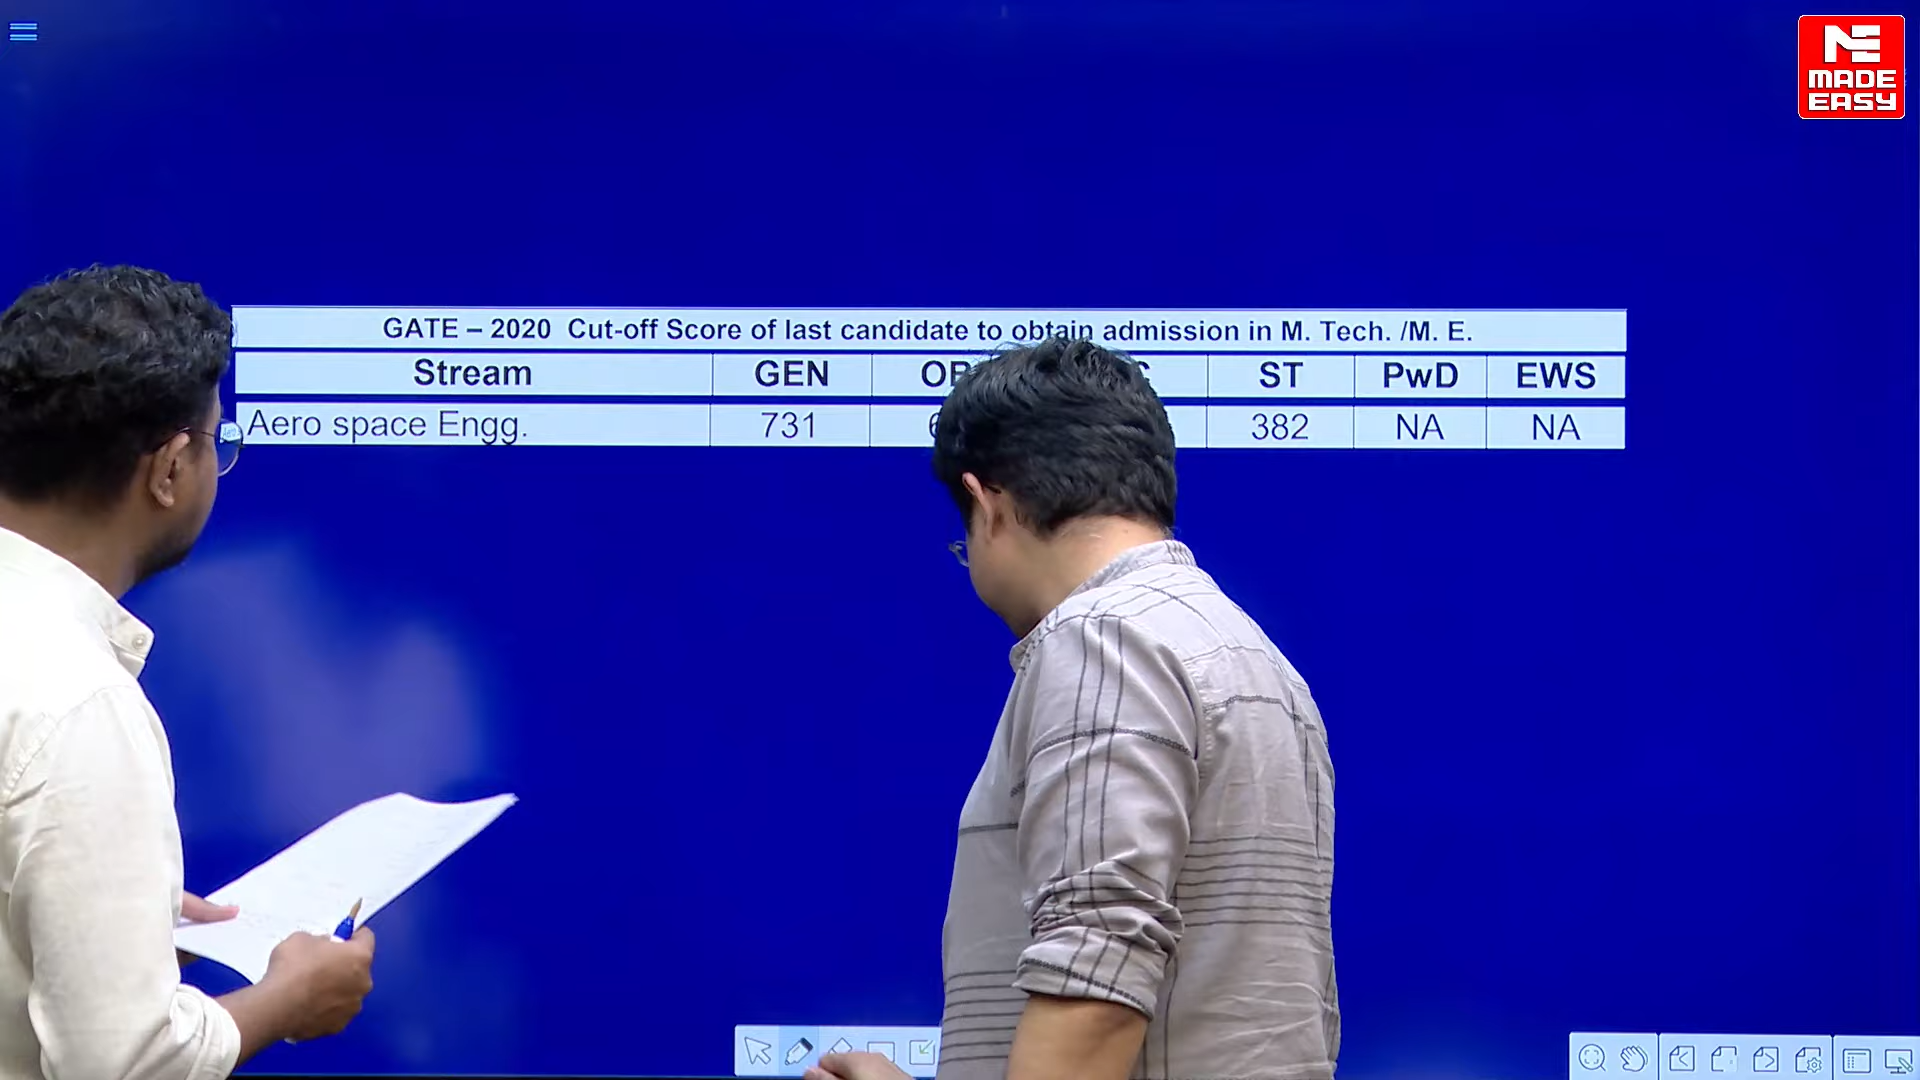 MADE
EASY
GATE – 2020 Cut-off Score of last candidate to obtain admission in M. Tech. /M. E.
Stream GEN ST PwD EWS
Aero space Engg. 731 382 NA NA